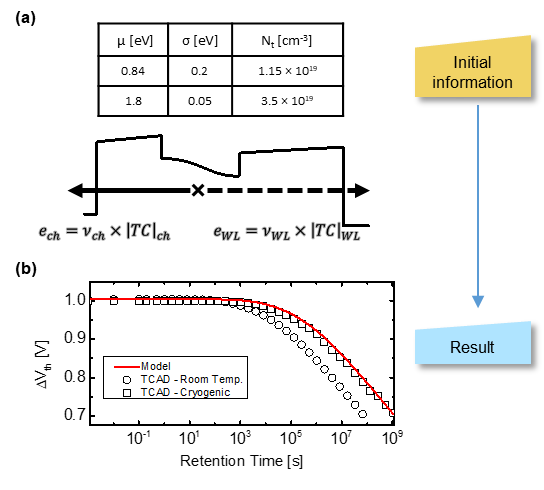 (a)
μ [eV] σ [eV] Nt [cm-3]
0.84 0.2 1.15 × 10¹⁹
1.8 0.05 3.5 × 10¹⁹
Initial
information
e_ch = ν_ch × |TC|_ch e_WL = ν_WL × |TC|_WL
(b)
1.0
0.9
0.8
0.7
ΔVth [V]
Model
TCAD - Room Temp.
TCAD - Cryogenic
10⁻¹ 10¹ 10³ 10⁵ 10⁷ 10⁹
Retention Time [s]
Result